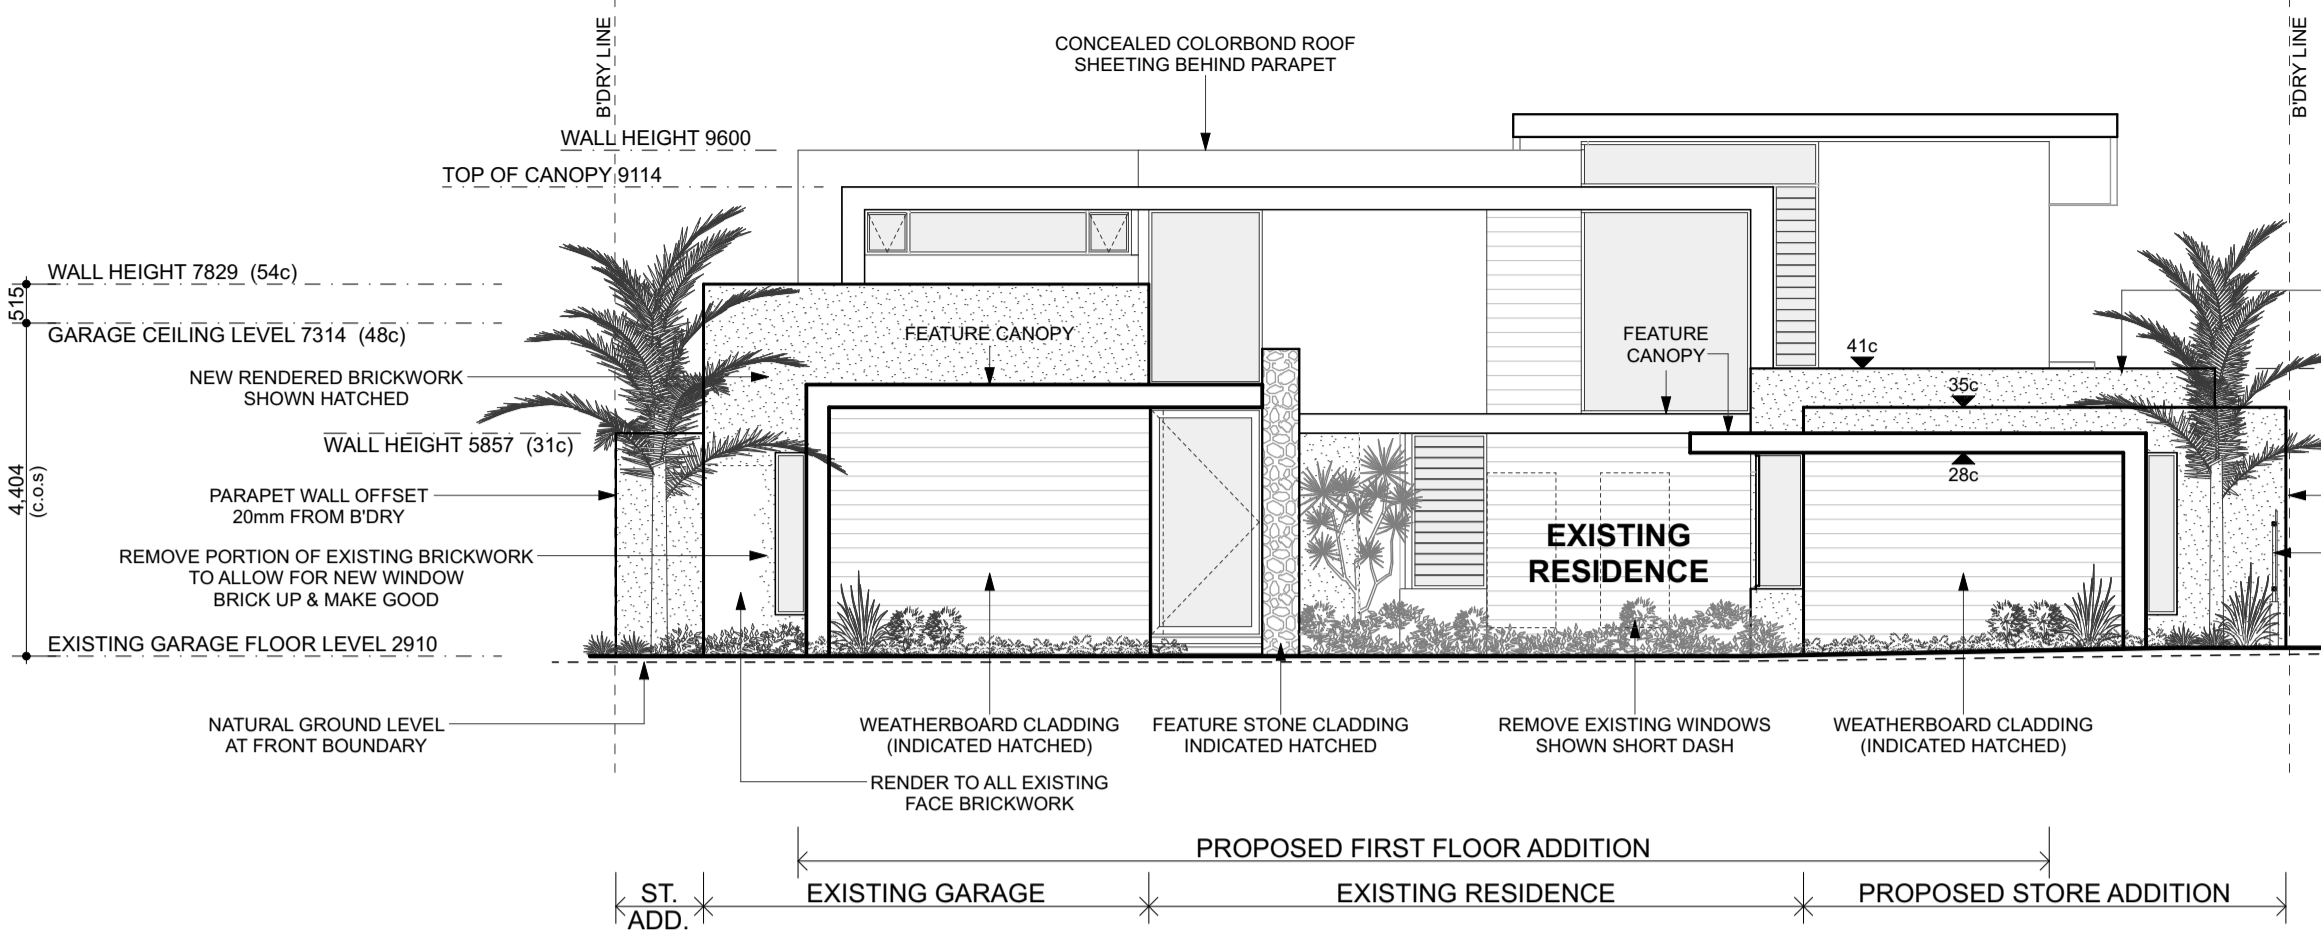 B'DRY LINE
B'DRY LINE
CONCEALED COLORBOND ROOF
SHEETING BEHIND PARAPET
WALL HEIGHT 9600
TOP OF CANOPY 9114
WALL HEIGHT 7829 (54c)
515
GARAGE CEILING LEVEL 7314 (48c)
FEATURE CANOPY
FEATURE
CANOPY
41c
35c
28c
NEW RENDERED BRICKWORK
SHOWN HATCHED
WALL HEIGHT 5857 (31c)
4,404
(c.o.s)
PARAPET WALL OFFSET
20mm FROM B'DRY
REMOVE PORTION OF EXISTING BRICKWORK
TO ALLOW FOR NEW WINDOW
BRICK UP & MAKE GOOD
EXISTING
RESIDENCE
EXISTING GARAGE FLOOR LEVEL 2910
NATURAL GROUND LEVEL
AT FRONT BOUNDARY
WEATHERBOARD CLADDING
(INDICATED HATCHED)
FEATURE STONE CLADDING
INDICATED HATCHED
REMOVE EXISTING WINDOWS
SHOWN SHORT DASH
WEATHERBOARD CLADDING
(INDICATED HATCHED)
RENDER TO ALL EXISTING
FACE BRICKWORK
PROPOSED FIRST FLOOR ADDITION
ST.
ADD.
EXISTING GARAGE
EXISTING RESIDENCE
PROPOSED STORE ADDITION